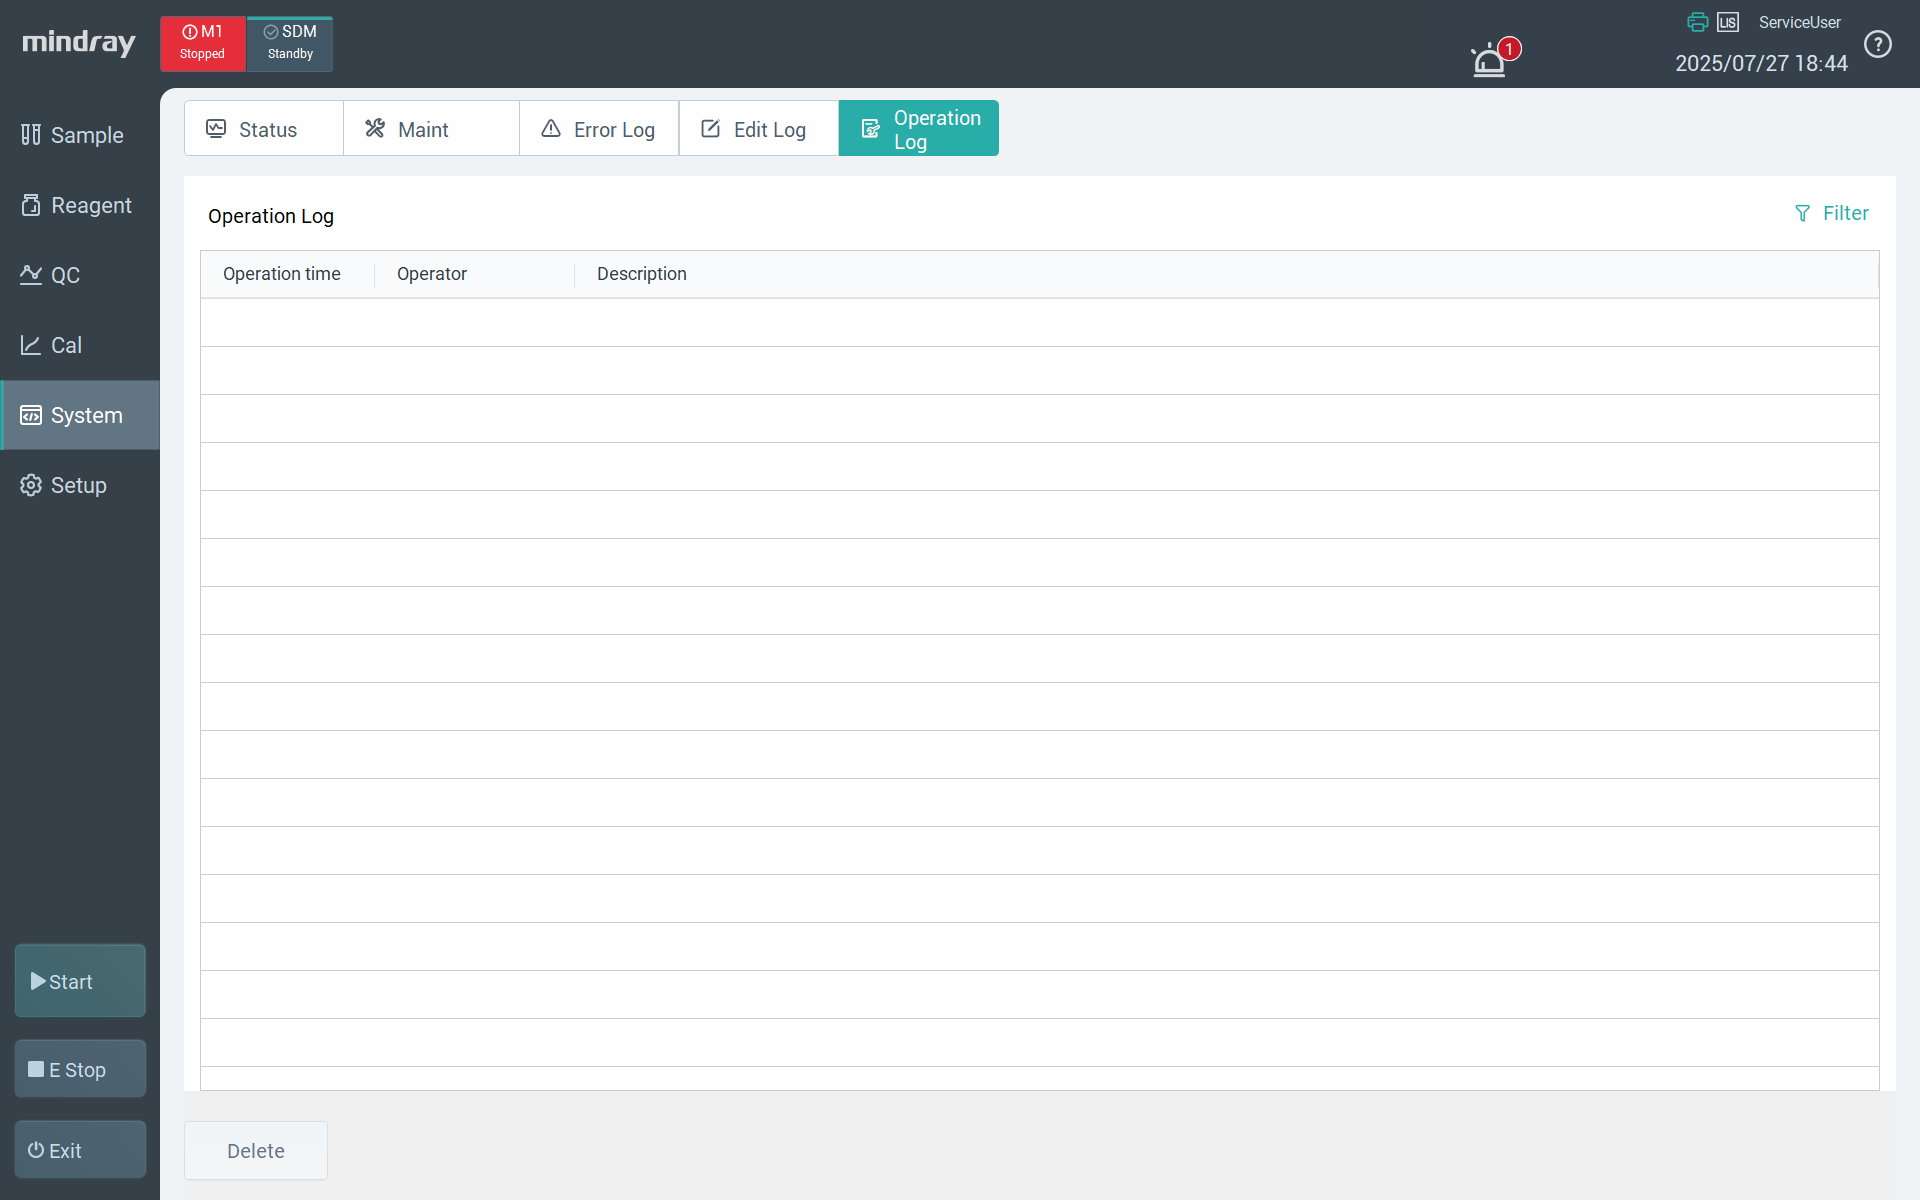 mindray
M1
Stopped
SDM
Standby
1
LIS
ServiceUser
2025/07/27 18:44
?
Sample
Reagent
QC
Cal
System
Setup
Start
E Stop
Exit
Status
Maint
Error Log
Edit Log
Operation
Log
Operation Log
Filter
Operation time
Operator
Description
Delete